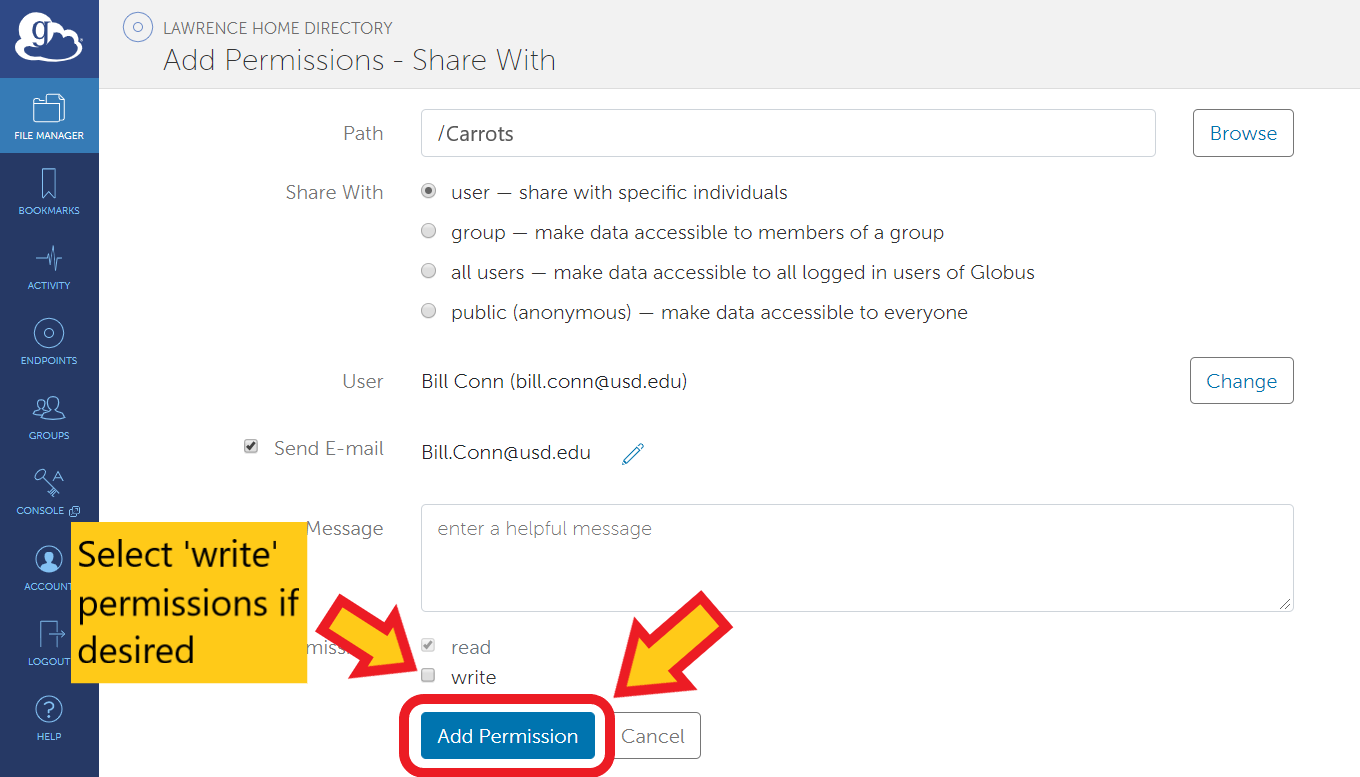 g
LAWRENCE HOME DIRECTORY
Add Permissions - Share With
FILE MANAGER
BOOKMARKS
ACTIVITY
ENDPOINTS
GROUPS
CONSOLE
ACCOUNT
LOGOUT
HELP
Path
/Carrots
Browse
Share With
user — share with specific individuals
group — make data accessible to members of a group
all users — make data accessible to all logged in users of Globus
public (anonymous) — make data accessible to everyone
User
Bill Conn (bill.conn@usd.edu)
Change
Send E-mail
Bill.Conn@usd.edu
Message
enter a helpful message
Select 'write'
permissions if
desired
read
write
Add Permission
Cancel